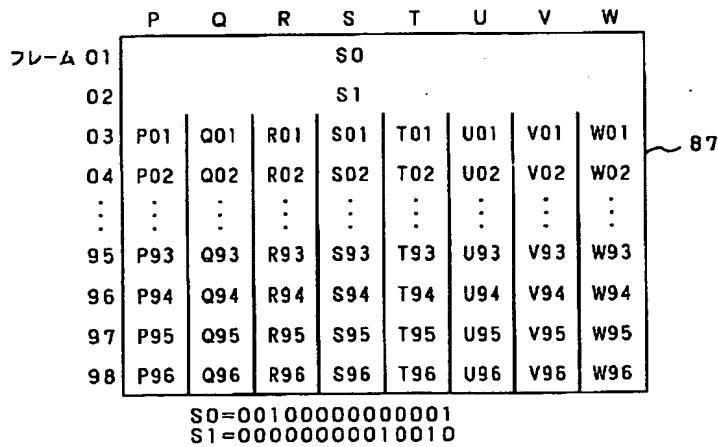 P Q R S T U V W
フレーム 01 S0
02 S1
03 P01 Q01 R01 S01 T01 U01 V01 W01
04 P02 Q02 R02 S02 T02 U02 V02 W02
⋮ ⋮ ⋮ ⋮ ⋮ ⋮ ⋮ ⋮ ⋮
95 P93 Q93 R93 S93 T93 U93 V93 W93
96 P94 Q94 R94 S94 T94 U94 V94 W94
97 P95 Q95 R95 S95 T95 U95 V95 W95
98 P96 Q96 R96 S96 T96 U96 V96 W96
87
S0=00100000000001
S1=00000000010010